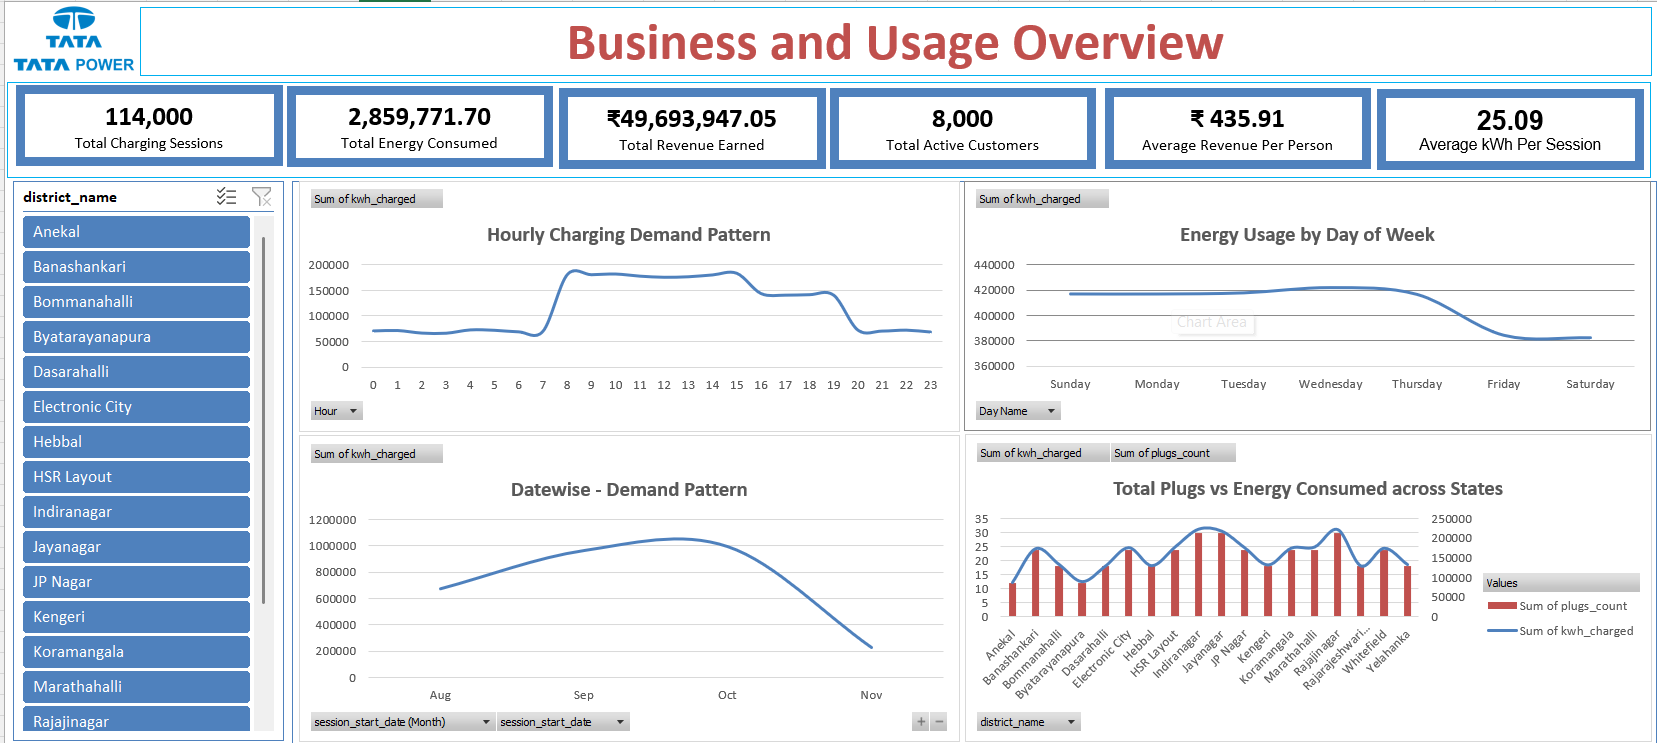 TATA
TATA POWER
Business and Usage Overview
114,000
Total Charging Sessions
2,859,771.70
Total Energy Consumed
₹49,693,947.05
Total Revenue Earned
8,000
Total Active Customers
₹ 435.91
Average Revenue Per Person
25.09
Average kWh Per Session
district_name
Anekal
Banashankari
Bommanahalli
Byatarayanapura
Dasarahalli
Electronic City
Hebbal
HSR Layout
Indiranagar
Jayanagar
JP Nagar
Kengeri
Koramangala
Marathahalli
Rajajinagar
Sum of kwh_charged
Hourly Charging Demand Pattern
200000
150000
100000
50000
0
0 1 2 3 4 5 6 7 8 9 10 11 12 13 14 15 16 17 18 19 20 21 22 23
Hour
Sum of kwh_charged
Energy Usage by Day of Week
440000
420000
400000
380000
360000
Chart Area
Sunday Monday Tuesday Wednesday Thursday Friday Saturday
Day Name
Sum of kwh_charged
Datewise - Demand Pattern
1200000
1000000
800000
600000
400000
200000
0
Aug Sep Oct Nov
session_start_date (Month) session_start_date
+ −
Sum of kwh_charged Sum of plugs_count
Total Plugs vs Energy Consumed across States
35
30
25
20
15
10
5
0
250000
200000
150000
100000
50000
0
Anekal
Banashankari
Bommanahalli
Byatarayanapura
Dasarahalli
Electronic City
Hebbal
HSR Layout
Indiranagar
Jayanagar
JP Nagar
Kengeri
Koramangala
Marathahalli
Rajajinagar
Rajarajeshwari...
Whitefield
Yelahanka
Values
Sum of plugs_count
Sum of kwh_charged
district_name